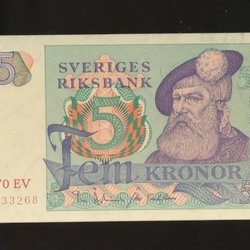 5
SVERIGES
RIKSBANK
5
70 EV
Fem KRONOR
33268